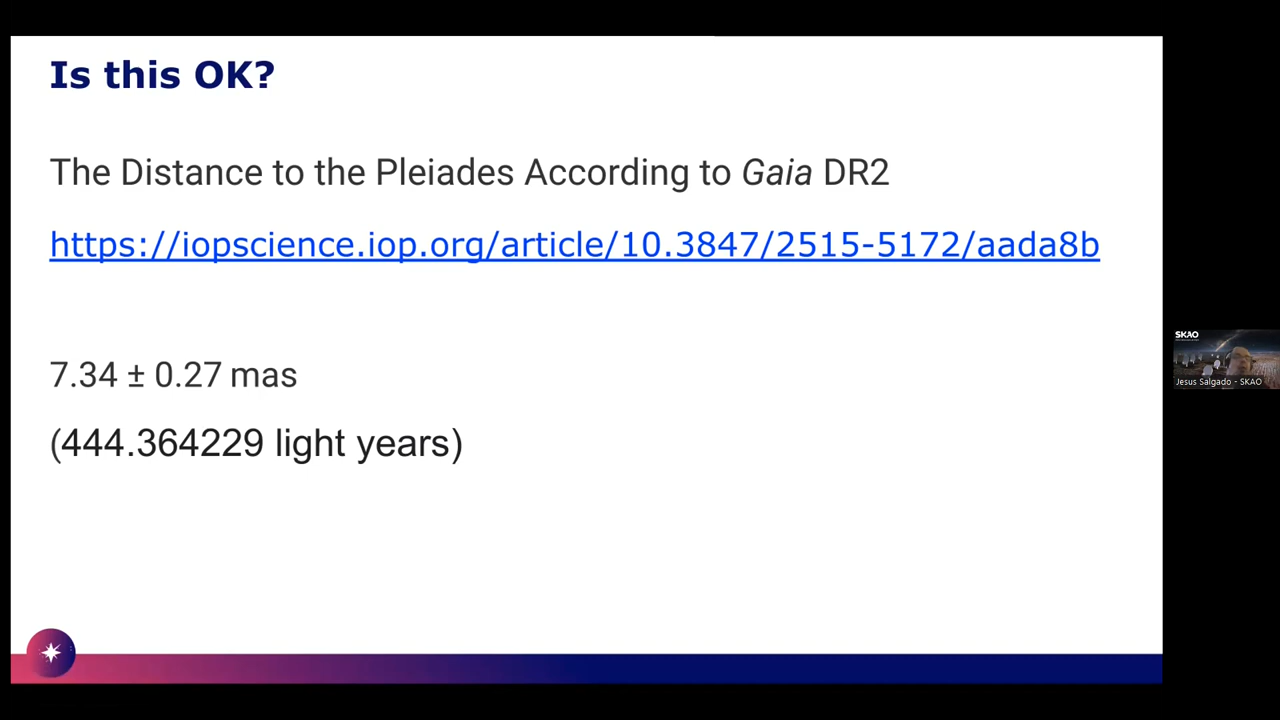 Is this OK?
The Distance to the Pleiades According to Gaia DR2
https://iopscience.iop.org/article/10.3847/2515-5172/aada8b
7.34 ± 0.27 mas
(444.364229 light years)
SKAO
Jesus Salgado - SKAO